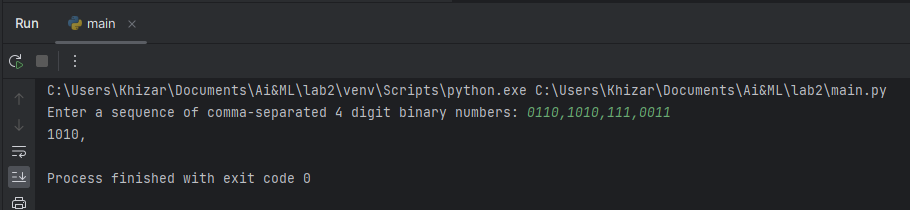 Run main
C:\Users\Khizar\Documents\Ai&ML\lab2\venv\Scripts\python.exe C:\Users\Khizar\Documents\Ai&ML\lab2\main.py
Enter a sequence of comma-separated 4 digit binary numbers: 0110,1010,111,0011
1010,
Process finished with exit code 0